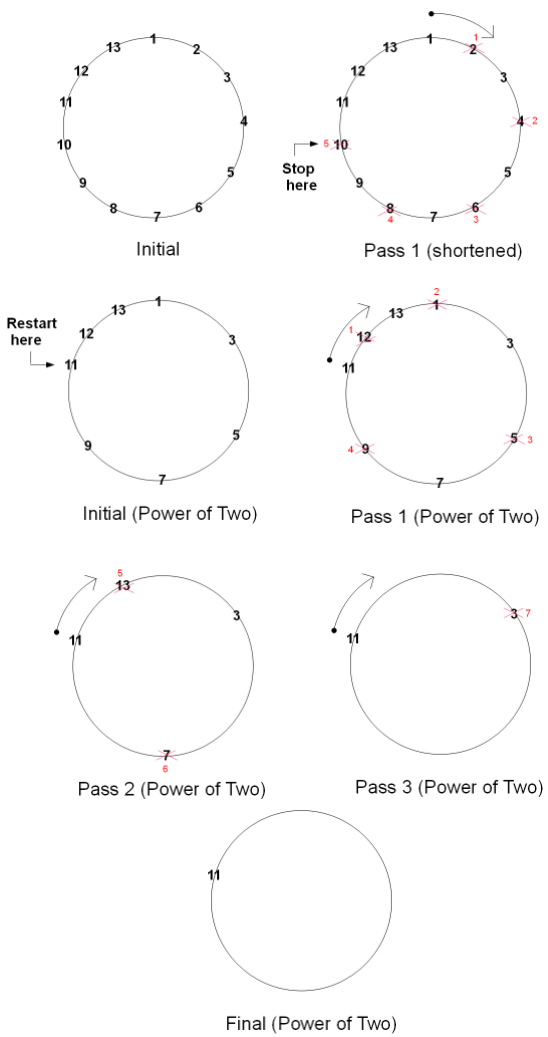 13 1 2 3 4 5 6 7 8 9 10 11 12
Initial
13 1 1 2 3 4 2 5 6 3 7 8 4 9 5 10 11 12
Stop
here
Pass 1 (shortened)
Restart
here
13 1 3 5 7 9 11 12
Initial (Power of Two)
2
1 12 13 1 3 5 3 7 4 9 11
Pass 1 (Power of Two)
5
13 3 11 7
6
Pass 2 (Power of Two)
11 3 7
Pass 3 (Power of Two)
11
Final (Power of Two)